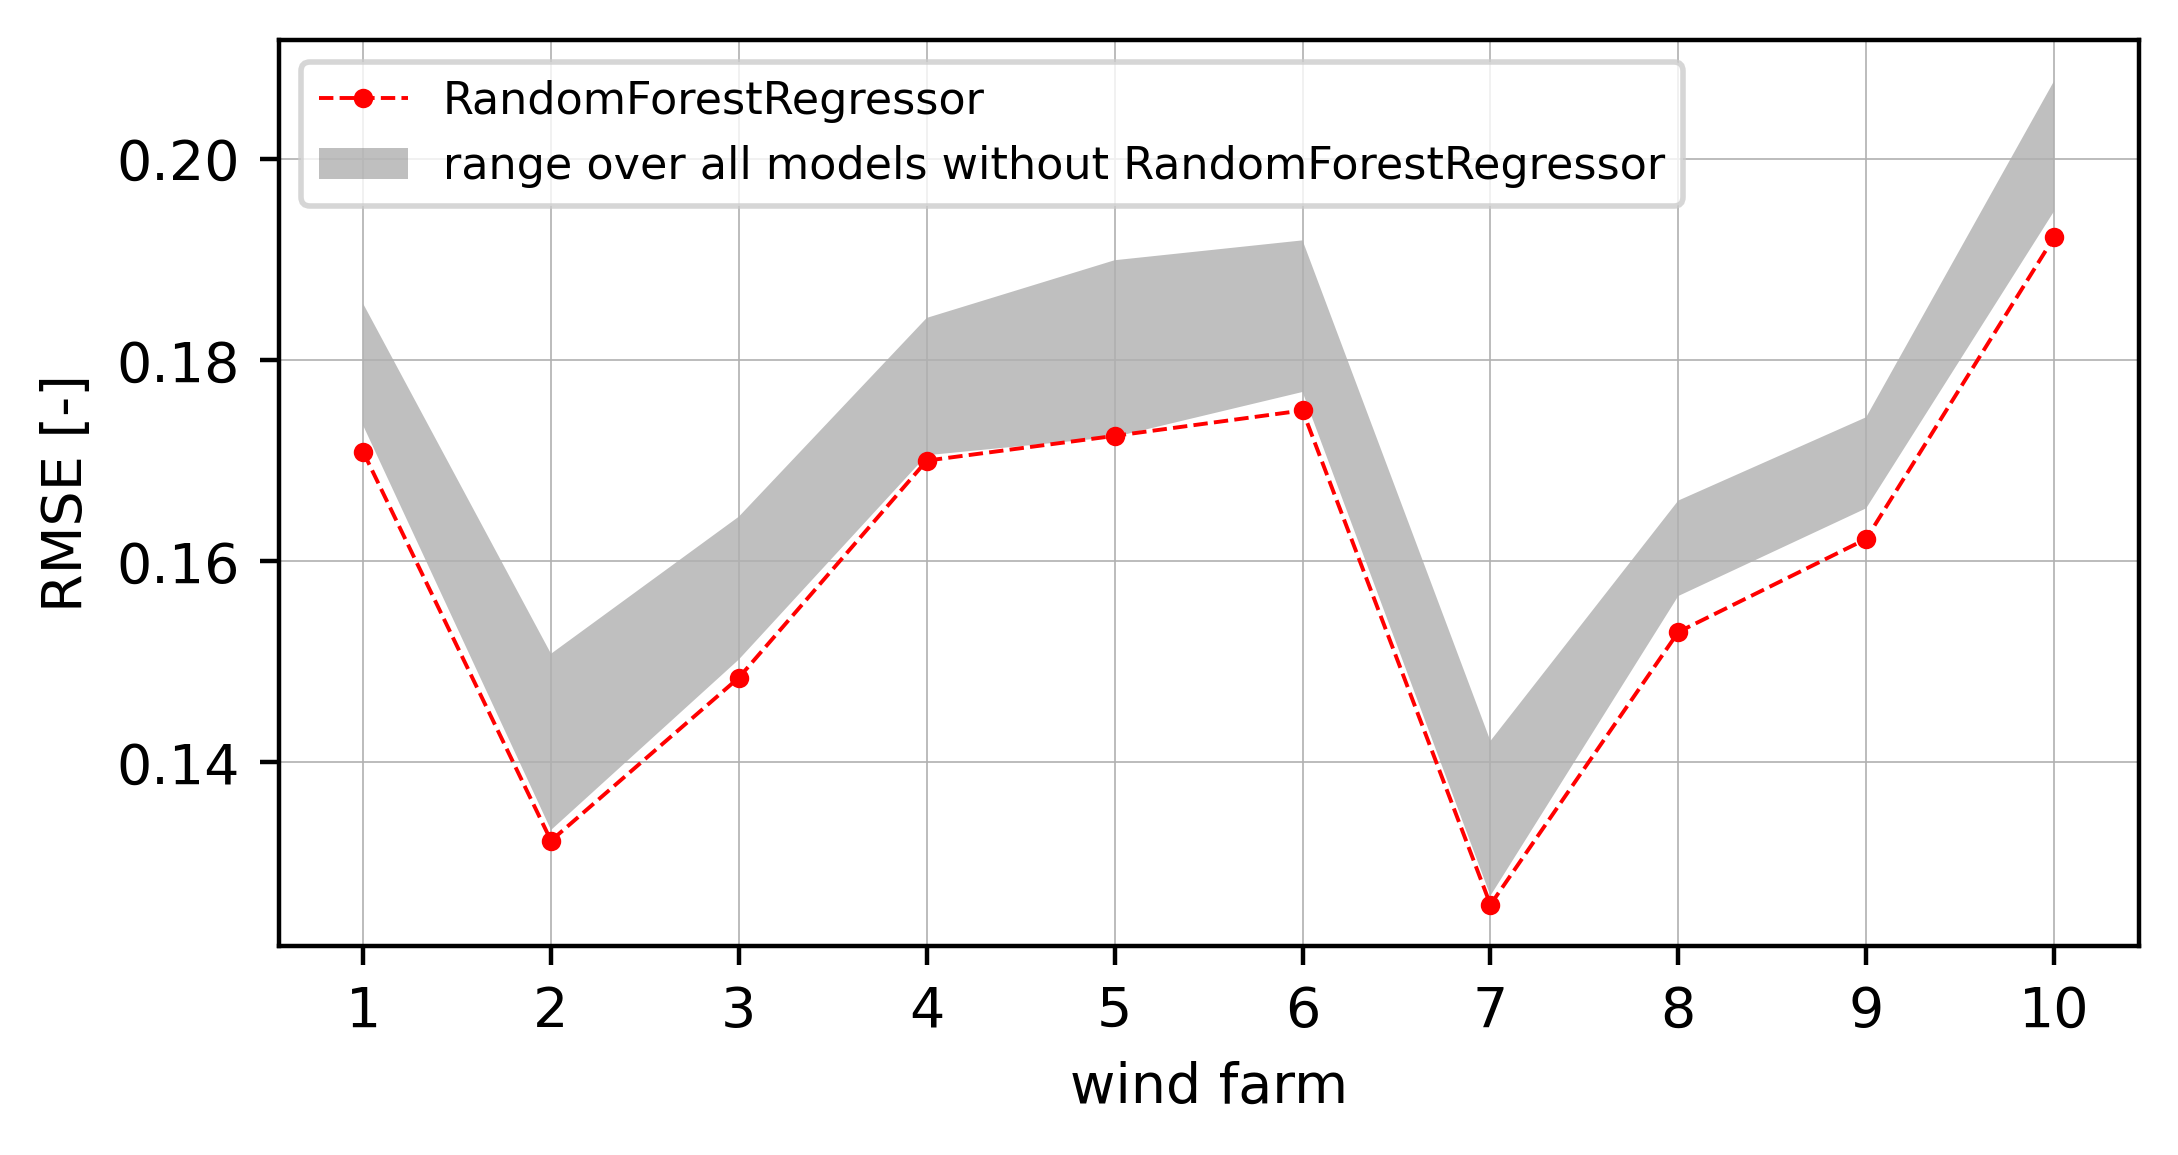 RandomForestRegressor
range over all models without RandomForestRegressor
0.20
0.18
0.16
0.14
RMSE [-]
1 2 3 4 5 6 7 8 9 10
wind farm